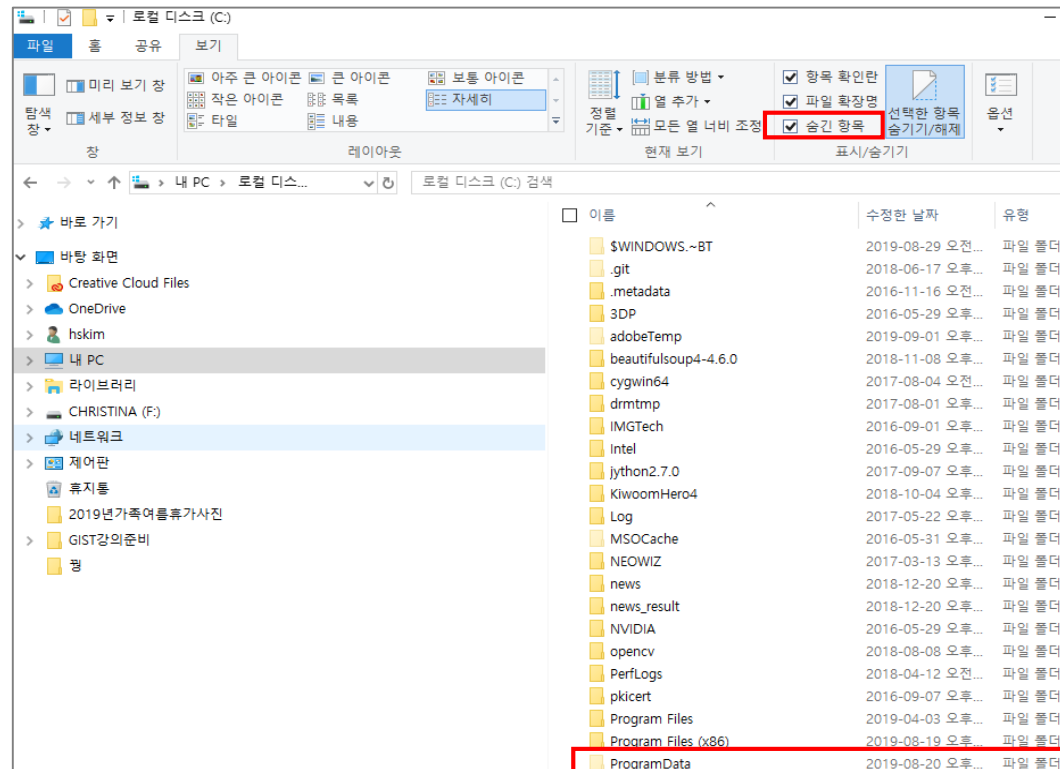 로컬 디스크 (C:)
파일 홈 공유 보기
탐색 창
미리 보기 창
세부 정보 창
창
아주 큰 아이콘 큰 아이콘 보통 아이콘
작은 아이콘 목록 자세히
타일 내용
레이아웃
정렬 기준
분류 방법
열 추가
모든 열 너비 조정
현재 보기
항목 확인란
파일 확장명
숨긴 항목
선택한 항목
숨기기/해제
표시/숨기기
옵션
내 PC > 로컬 디스...
로컬 디스크 (C:) 검색
바로 가기
바탕 화면
Creative Cloud Files
OneDrive
hskim
내 PC
라이브러리
CHRISTINA (F:)
네트워크
제어판
휴지통
2019년가족여름휴가사진
GIST강의준비
꿩
이름 수정한 날짜 유형
$WINDOWS.~BT 2019-08-29 오전... 파일 폴더
.git 2018-06-17 오후... 파일 폴더
.metadata 2016-11-16 오전... 파일 폴더
3DP 2016-05-29 오후... 파일 폴더
adobeTemp 2019-09-01 오후... 파일 폴더
beautifulsoup4-4.6.0 2018-11-08 오후... 파일 폴더
cygwin64 2017-08-04 오전... 파일 폴더
drmtmp 2017-08-01 오후... 파일 폴더
IMGTech 2016-09-01 오후... 파일 폴더
Intel 2016-05-29 오후... 파일 폴더
jython2.7.0 2017-09-07 오후... 파일 폴더
KiwoomHero4 2018-10-04 오후... 파일 폴더
Log 2017-05-22 오후... 파일 폴더
MSOCache 2016-05-31 오후... 파일 폴더
NEOWIZ 2017-03-13 오후... 파일 폴더
news 2018-12-20 오후... 파일 폴더
news_result 2018-12-20 오후... 파일 폴더
NVIDIA 2016-05-29 오후... 파일 폴더
opencv 2018-08-08 오후... 파일 폴더
PerfLogs 2018-04-12 오전... 파일 폴더
pkicert 2016-09-07 오후... 파일 폴더
Program Files 2019-04-03 오후... 파일 폴더
Program Files (x86) 2019-08-19 오후... 파일 폴더
ProgramData 2019-08-20 오후... 파일 폴더